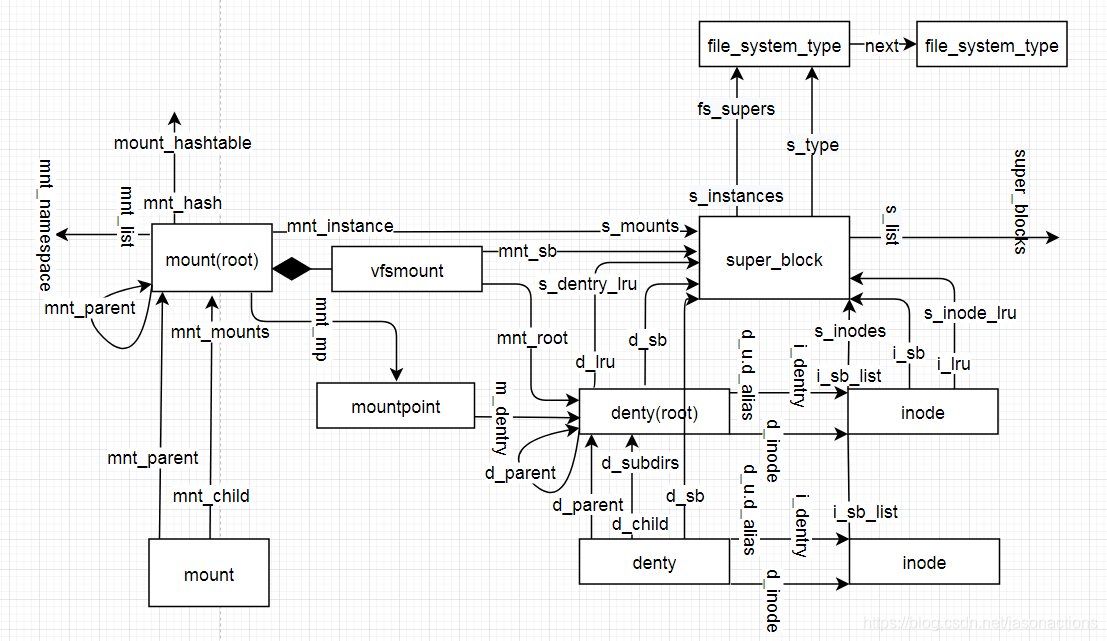 file_system_type
next
file_system_type
fs_supers
s_type
s_instances
mount_hashtable
mnt_hash
mnt_namespace
mnt_list
mount(root)
mnt_instance
s_mounts
vfsmount
mnt_sb
super_block
s_list
super_blocks
s_dentry_lru
mnt_parent
mnt_mounts
mnt_mp
mnt_root
d_lru
d_sb
d_u.d_alias
i_dentry
s_inodes
i_sb_list
i_sb
s_inode_lru
i_lru
mountpoint
m_dentry
denty(root)
d_inode
inode
d_parent
d_subdirs
mnt_parent
mnt_child
d_parent
d_child
d_sb
d_u.d_alias
i_dentry
i_sb_list
mount
denty
d_inode
inode
https://blog.csdn.net/jasonactions